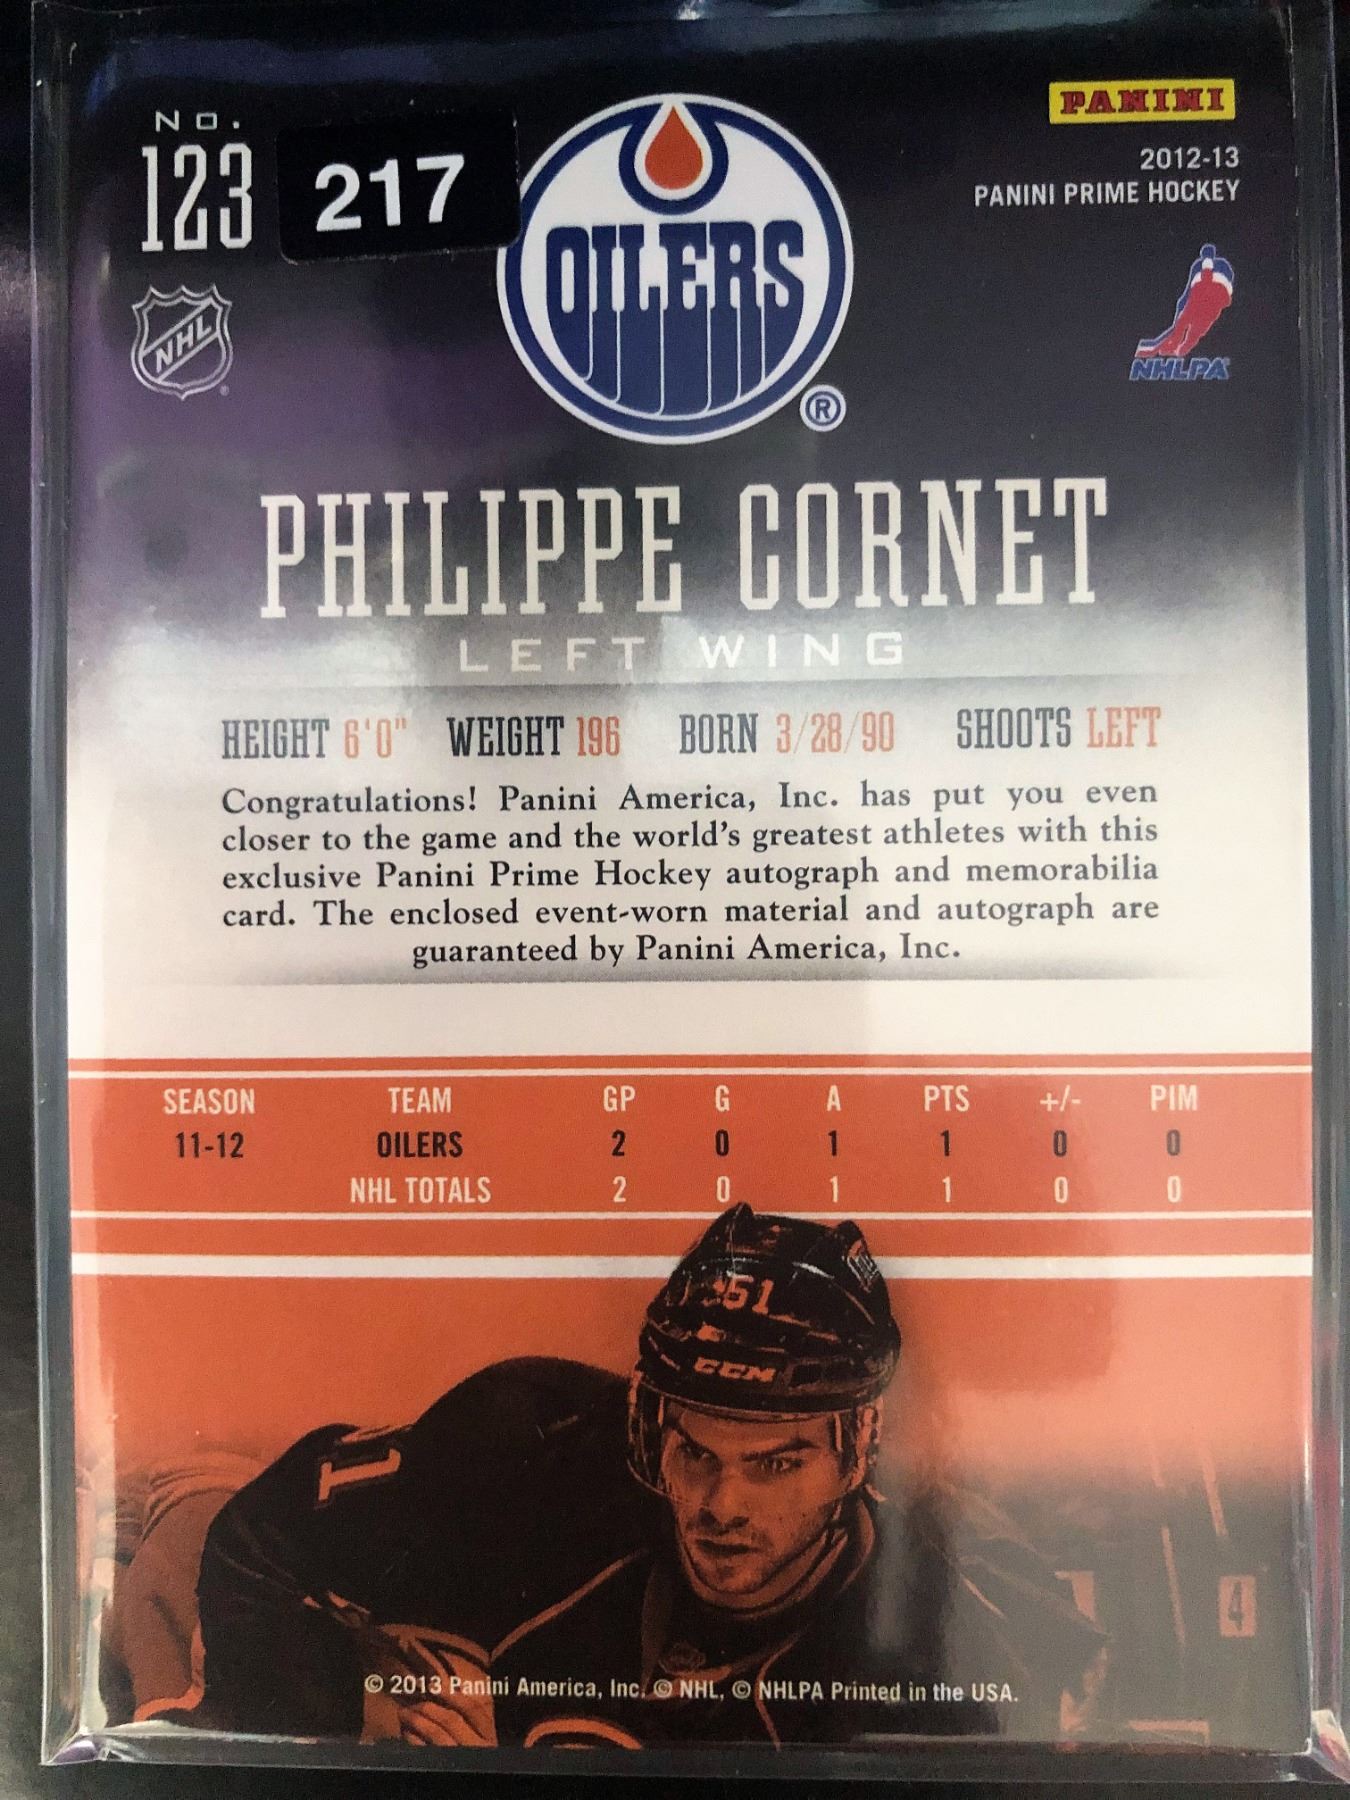 No.
123
217
OILERS
®
PANINI
2012-13
PANINI PRIME HOCKEY
NHL
NHLPA
PHILIPPE CORNET
LEFT WING
HEIGHT 6'0" WEIGHT 196 BORN 3/28/90 SHOOTS LEFT
Congratulations! Panini America, Inc. has put you even
closer to the game and the world's greatest athletes with this
exclusive Panini Prime Hockey autograph and memorabilia
card. The enclosed event-worn material and autograph are
guaranteed by Panini America, Inc.
SEASON TEAM GP G A PTS +/- PIM
11-12 OILERS 2 0 1 1 0 0
NHL TOTALS 2 0 1 1 0 0
51
CCM
1
4
© 2013 Panini America, Inc. © NHL, © NHLPA Printed in the USA.